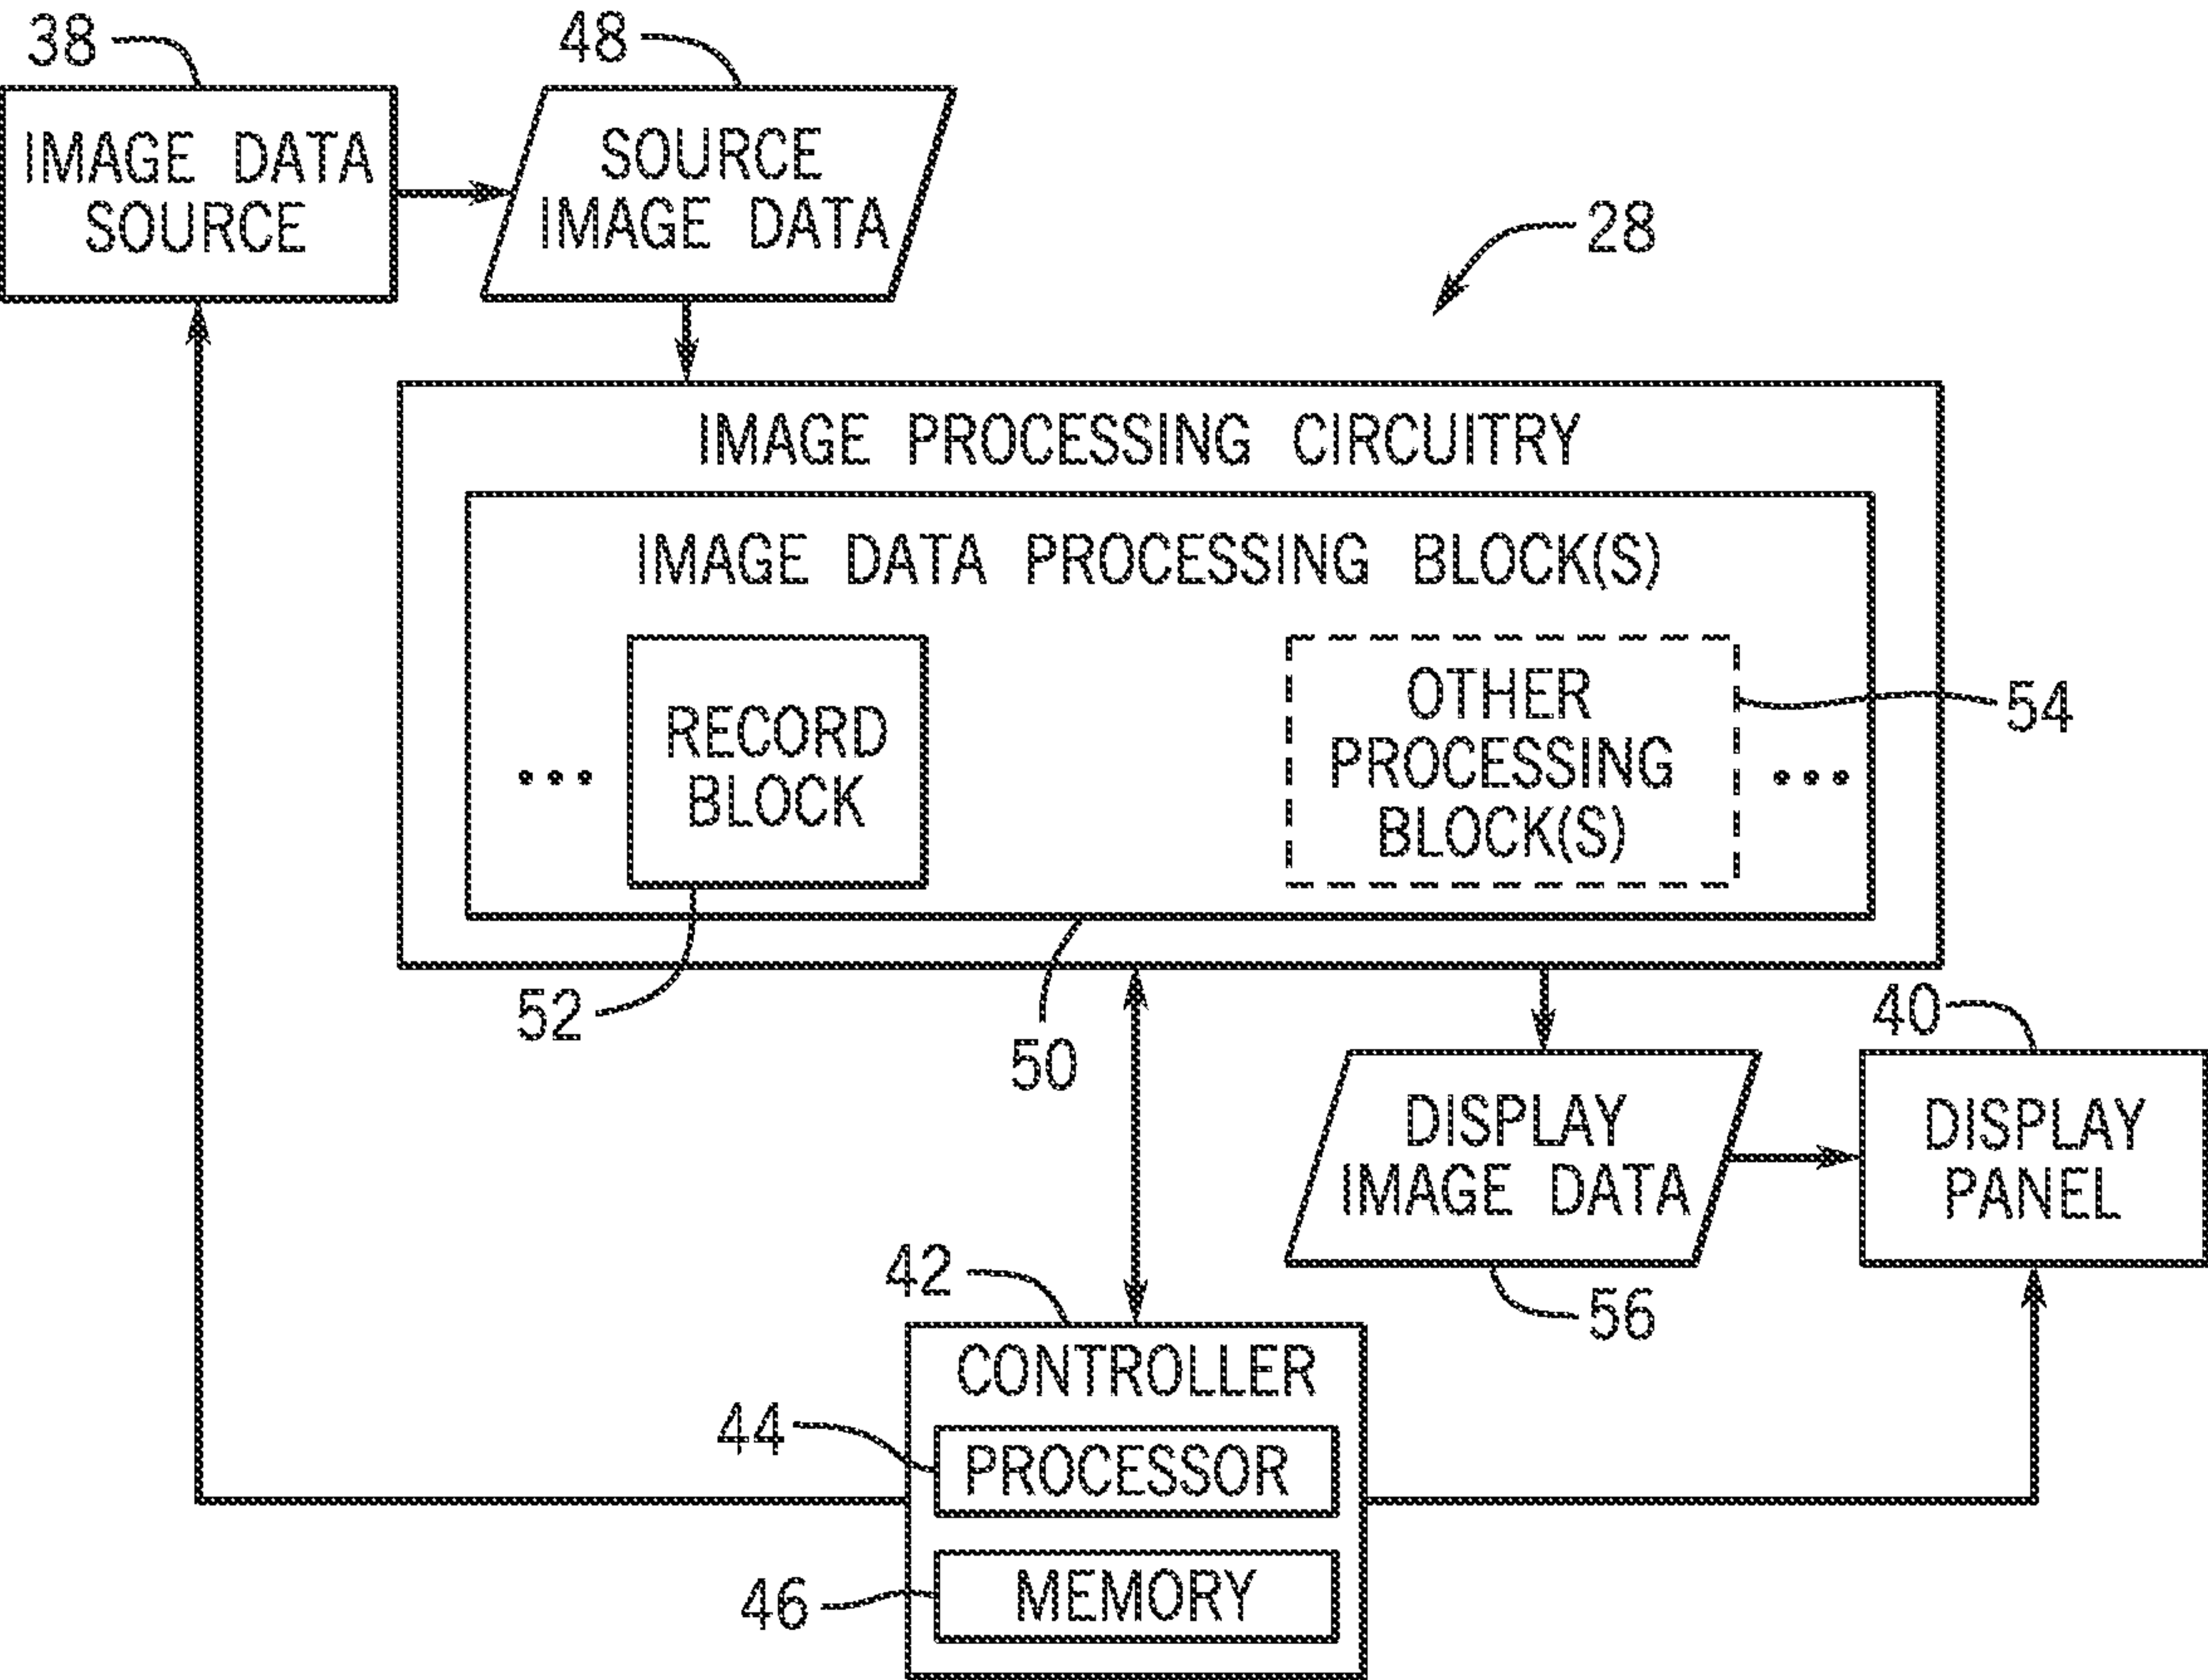 38
48
IMAGE DATA
SOURCE
SOURCE
IMAGE DATA
28
IMAGE PROCESSING CIRCUITRY
IMAGE DATA PROCESSING BLOCK(S)
RECORD
BLOCK
OTHER
PROCESSING
BLOCK(S)
54
52
50
40
DISPLAY
IMAGE DATA
DISPLAY
PANEL
42
56
CONTROLLER
44
PROCESSOR
46
MEMORY